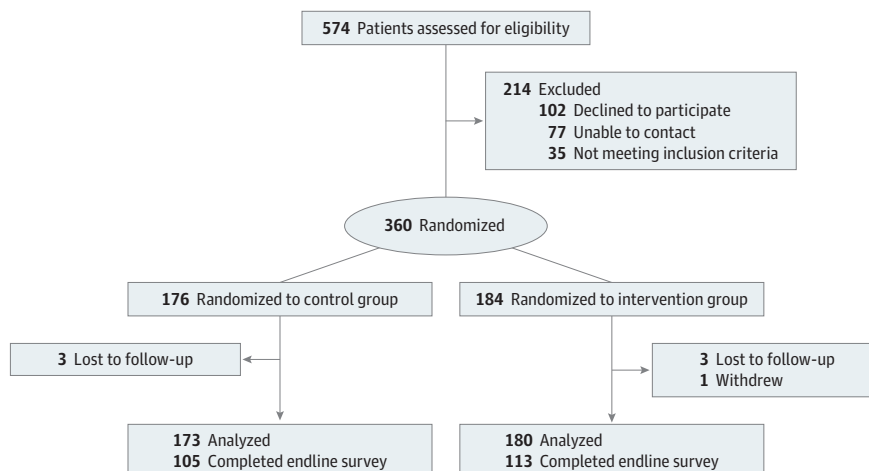 574 Patients assessed for eligibility
214 Excluded
102 Declined to participate
77 Unable to contact
35 Not meeting inclusion criteria
360 Randomized
176 Randomized to control group
184 Randomized to intervention group
3 Lost to follow-up
3 Lost to follow-up
1 Withdrew
173 Analyzed
105 Completed endline survey
180 Analyzed
113 Completed endline survey